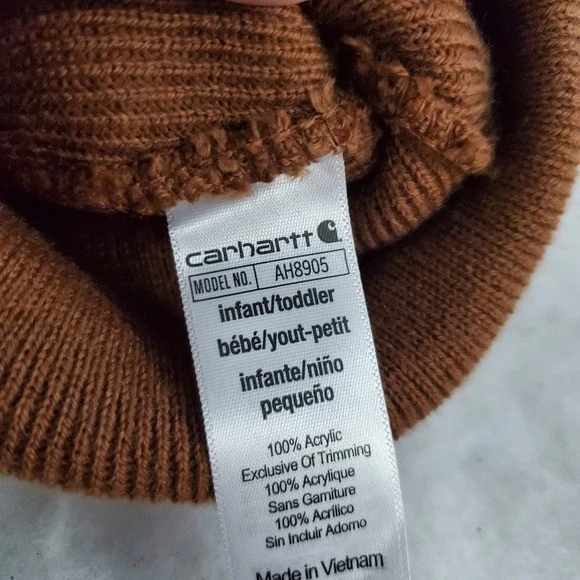 carhartt
MODEL NO. AH8905
infant/toddler
bébé/yout-petit
infante/niño
pequeño
100% Acrylic
Exclusive Of Trimming
100% Acrylique
Sans Garniture
100% Acrílico
Sin Incluir Adorno
Made in Vietnam